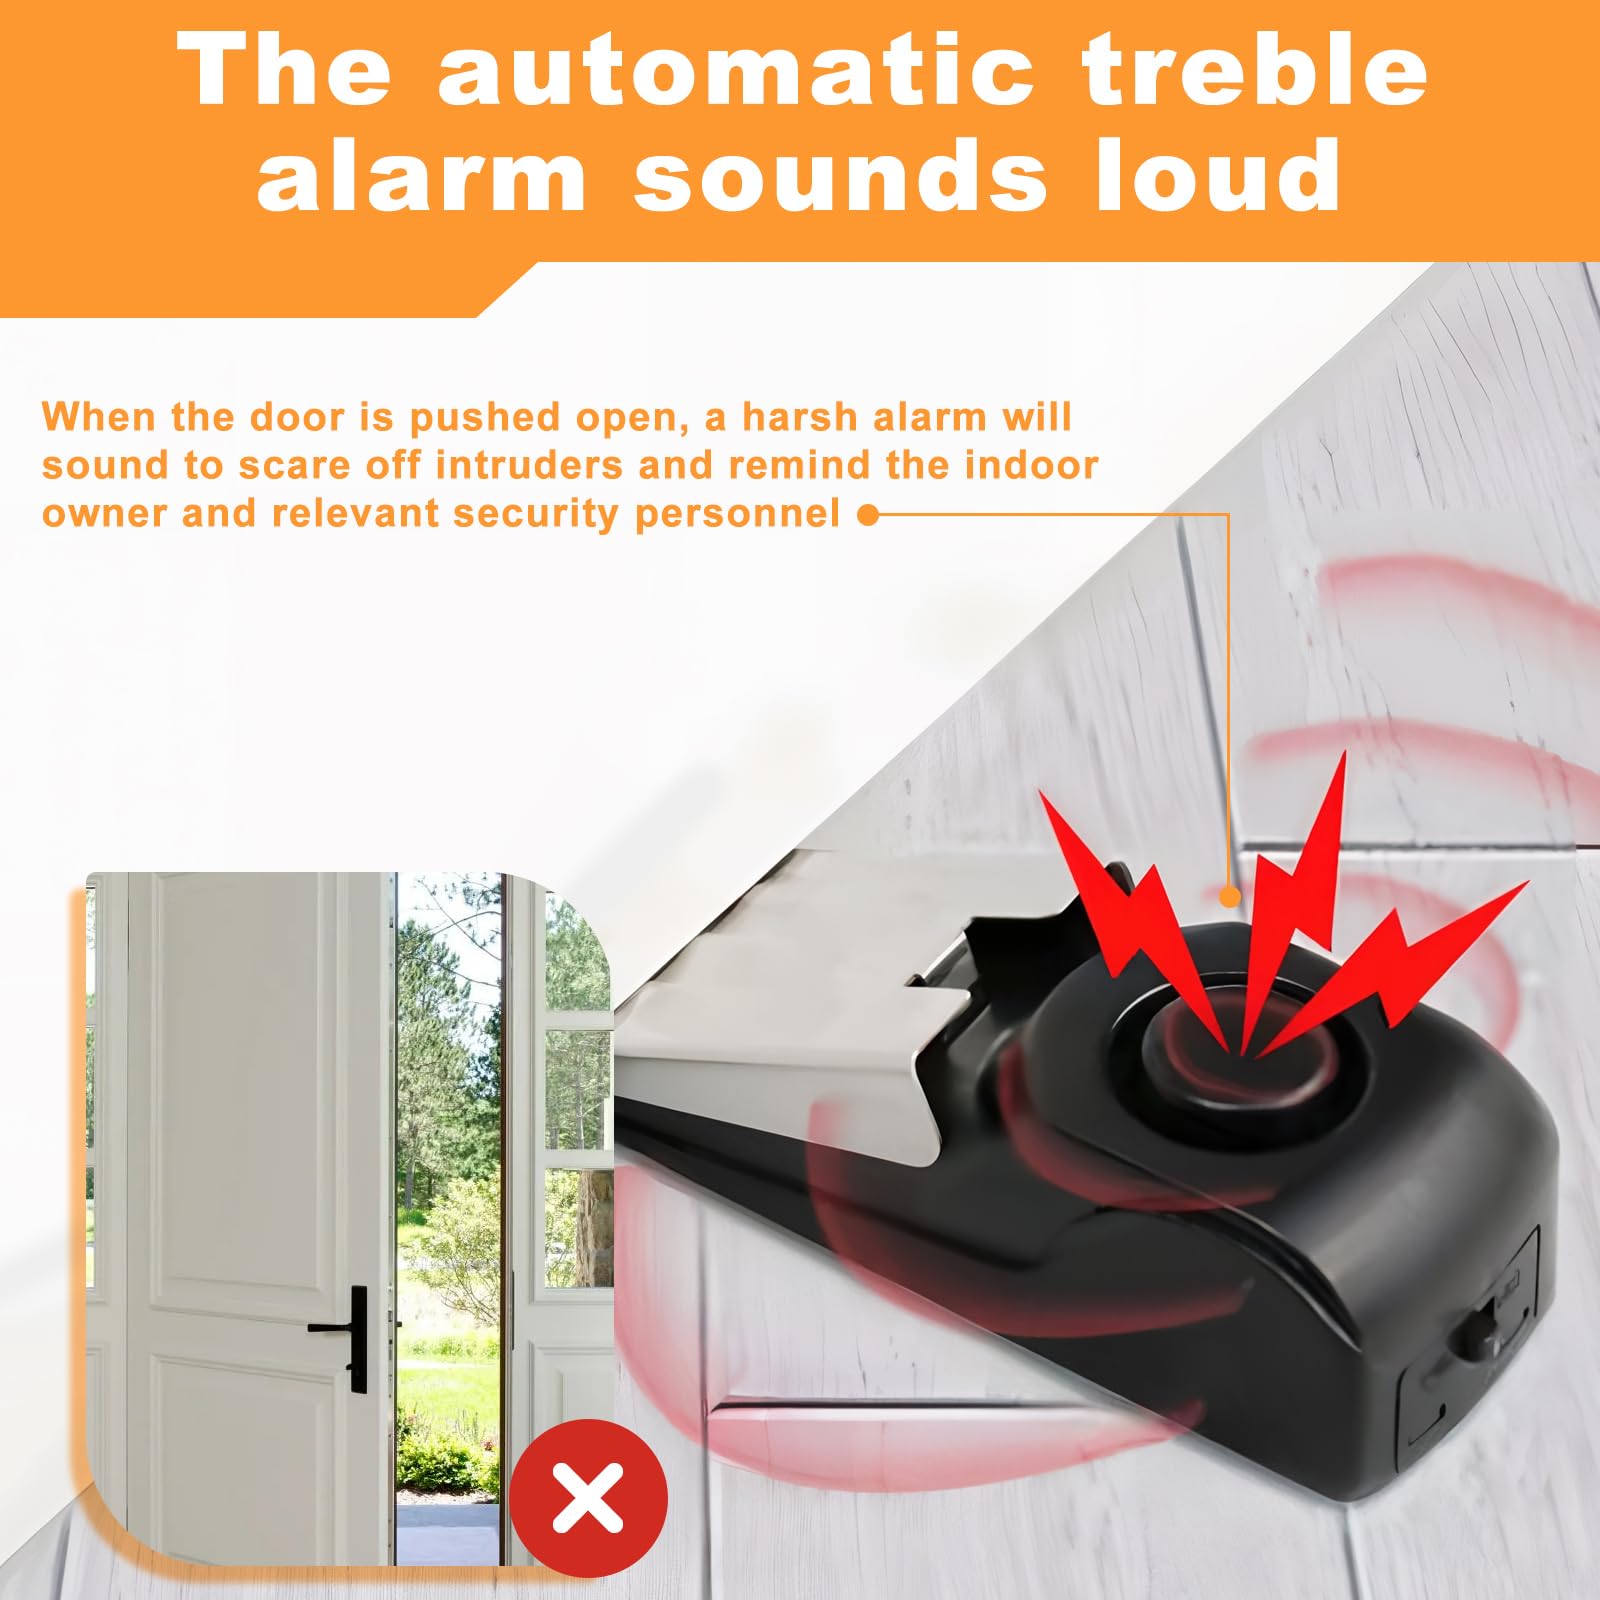 The automatic treble
alarm sounds loud
When the door is pushed open, a harsh alarm will
sound to scare off intruders and remind the indoor
owner and relevant security personnel